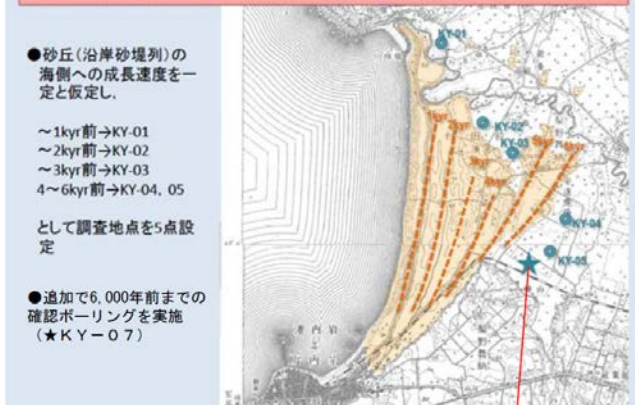 ●砂丘(沿岸砂堤列)の
海側への成長速度を一
定と仮定し、
～1kyr前→KY-01
～2kyr前→KY-02
～3kyr前→KY-03
4～6kyr前→KY-04, 05
として調査地点を5点設
定
●追加で6,000年前までの
確認ボーリングを実施
(★KY－07)
KY-01
KY-02
KY-03
KY-04
KY-05